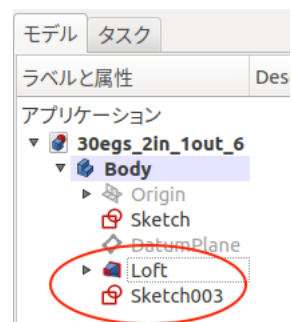 モデル タスク
ラベルと属性 Des
アプリケーション
30egs_2in_1out_6
Body
Origin
Sketch
DatumPlane
Loft
Sketch003